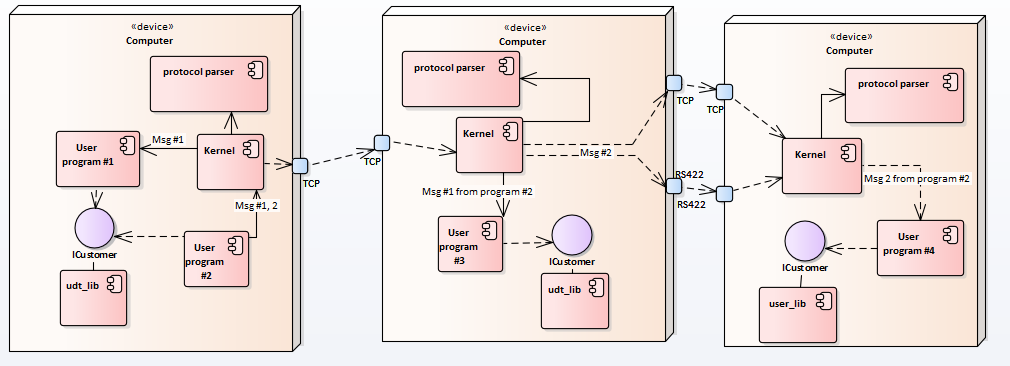 «device»
Computer
protocol parser
User
program #1
Msg #1
Kernel
Msg #1, 2
ICustomer
User
program
#2
udt_lib
TCP
«device»
Computer
protocol parser
TCP
Kernel
Msg #2
Msg #1 from program #2
User
program
#3
ICustomer
udt_lib
TCP
RS422
RS422
«device»
Computer
protocol parser
TCP
Kernel
Msg 2 from program #2
User
program #4
ICustomer
user_lib